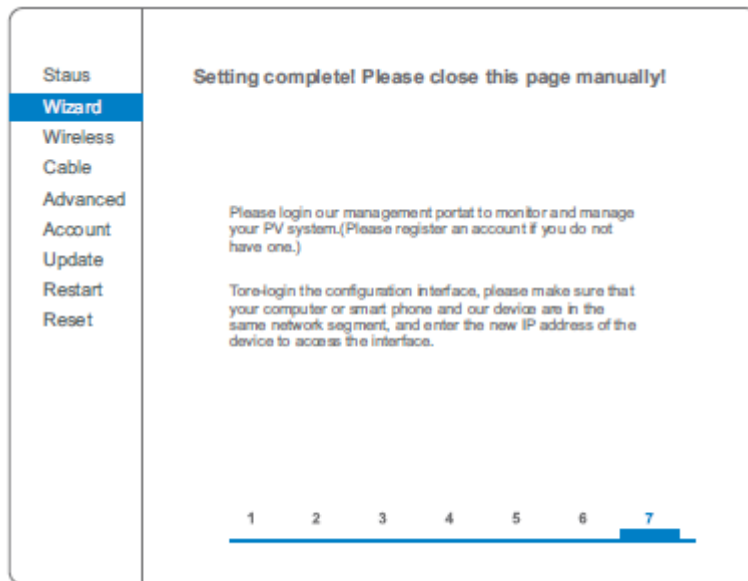 Staus
Wizard
Wireless
Cable
Advanced
Account
Update
Restart
Reset
Setting complete! Please close this page manually!
Please login our management portat to monitor and manage
your PV system.(Please register an account if you do not
have one.)
Tore-login the configuration interface, please make sure that
your computer or smart phone and our device are in the
same network segment, and enter the new IP address of the
device to access the interface.
1 2 3 4 5 6 7